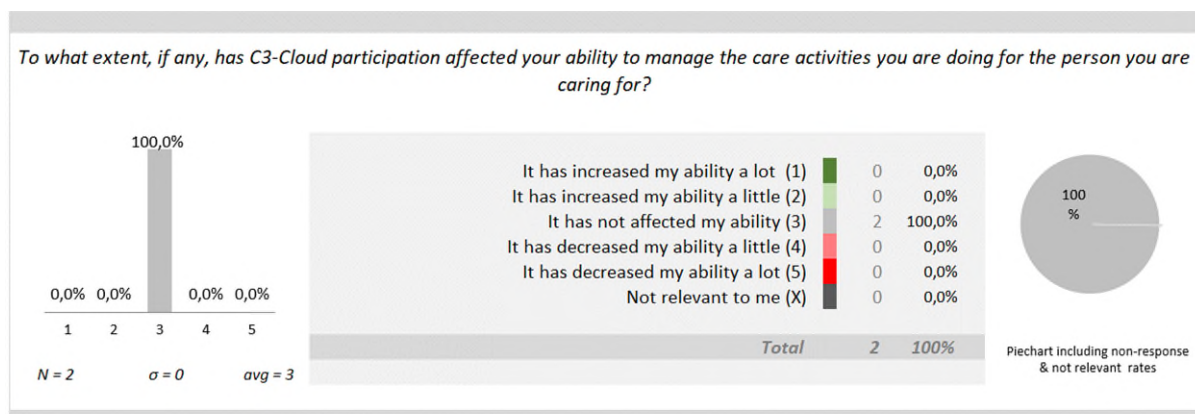 To what extent, if any, has C3-Cloud participation affected your ability to manage the care activities you are doing for the person you are
caring for?
100,0%
0,0% 0,0% 0,0% 0,0%
1 2 3 4 5
N = 2 σ = 0 avg = 3
It has increased my ability a lot (1) 0 0,0%
It has increased my ability a little (2) 0 0,0%
It has not affected my ability (3) 2 100,0%
It has decreased my ability a little (4) 0 0,0%
It has decreased my ability a lot (5) 0 0,0%
Not relevant to me (X) 0 0,0%
Total 2 100%
100
%
Piechart including non-response
& not relevant rates